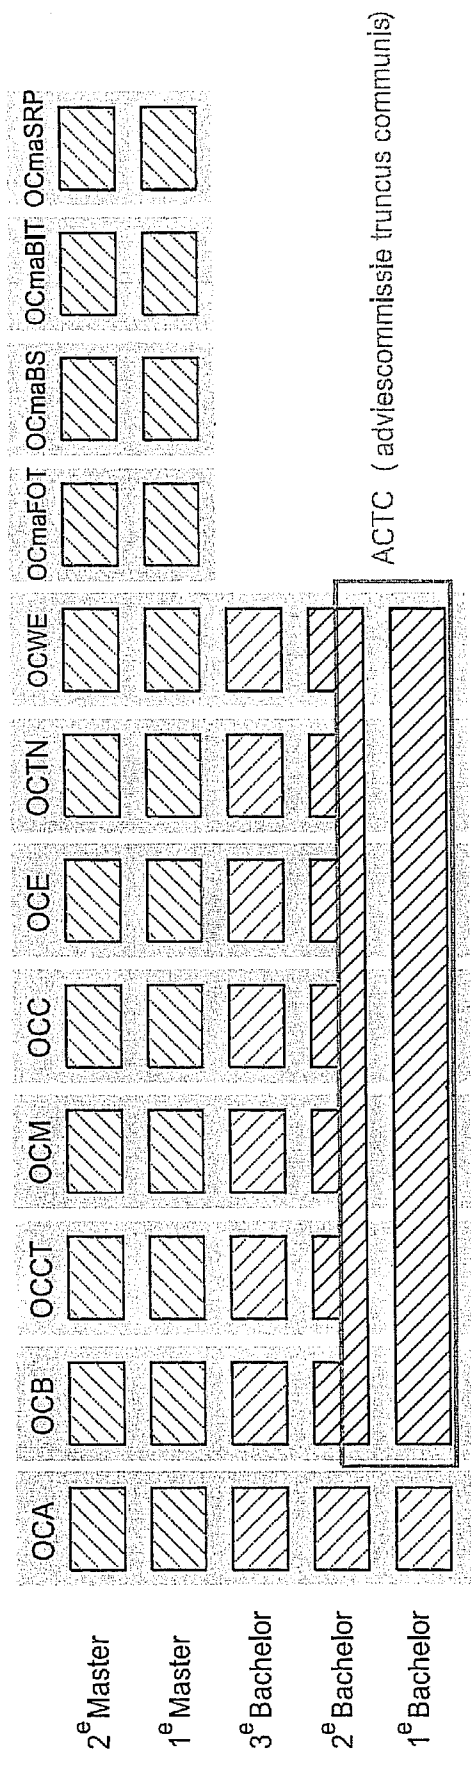 OCA
OCB
OCCT
OCM
OCC
OCE
OCTN
OCWE
OCmaFOT
OCmaBS
OCmaBIT
OCmaSRP
2e Master
1e Master
3e Bachelor
2e Bachelor
1e Bachelor
ACTC (adviescommissie truncus communis)